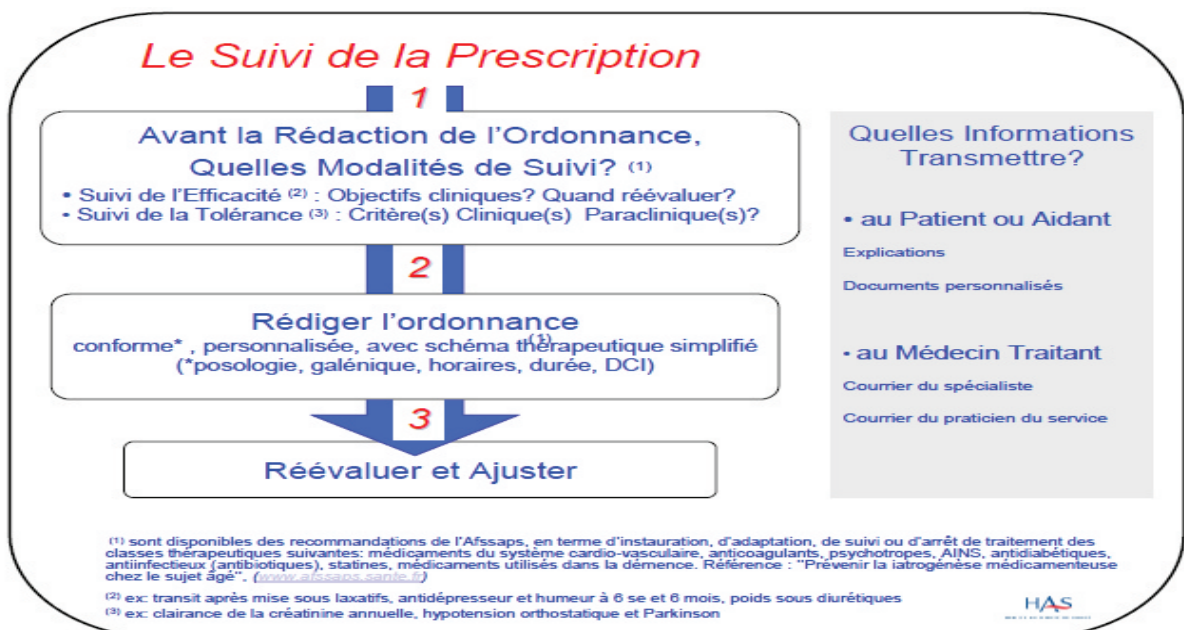 Le Suivi de la Prescription
1
Avant la Rédaction de l'Ordonnance,
Quelles Modalités de Suivi? (1)
• Suivi de l'Efficacité (2) : Objectifs cliniques? Quand réévaluer?
• Suivi de la Tolérance (3) : Critère(s) Clinique(s) Paraclinique(s)?
2
Rédiger l'ordonnance
conforme* , personnalisée, avec schéma thérapeutique simplifié (1)
(*posologie, galénique, horaires, durée, DCI)
3
Réévaluer et Ajuster
Quelles Informations
Transmettre?
• au Patient ou Aidant
Explications
Documents personnalisés
• au Médecin Traitant
Courrier du spécialiste
Courrier du praticien du service
(1) sont disponibles des recommandations de l'Afssaps, en terme d'instauration, d'adaptation, de suivi ou d'arrêt de traitement des
classes thérapeutiques suivantes: médicaments du système cardio-vasculaire, anticoagulants, psychotropes, AINS, antidiabétiques,
antiinfectieux (antibiotiques), statines, médicaments utilisés dans la démence. Référence : "Prévenir la iatrogénèse médicamenteuse
chez le sujet âgé". (www.afssaps.sante.fr)
(2) ex: transit après mise sous laxatifs, antidépresseur et humeur à 6 se et 6 mois, poids sous diurétiques
(3) ex: clairance de la créatinine annuelle, hypotension orthostatique et Parkinson
HAS